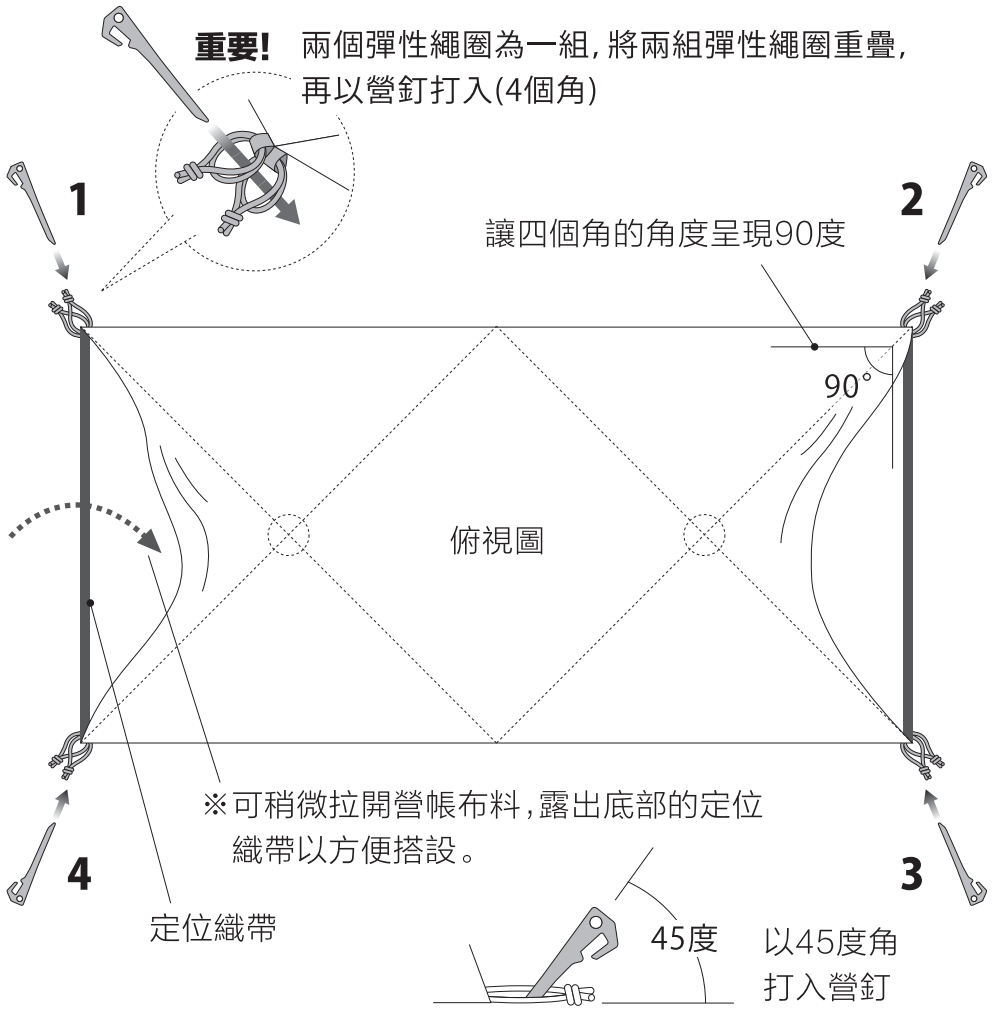 重要! 兩個彈性繩圈為一組,將兩組彈性繩圈重疊,
再以營釘打入(4個角)
1
2
讓四個角的角度呈現90度
90°
俯視圖
※可稍微拉開營帳布料,露出底部的定位
織帶以方便搭設。
4
3
定位織帶
45度
以45度角
打入營釘